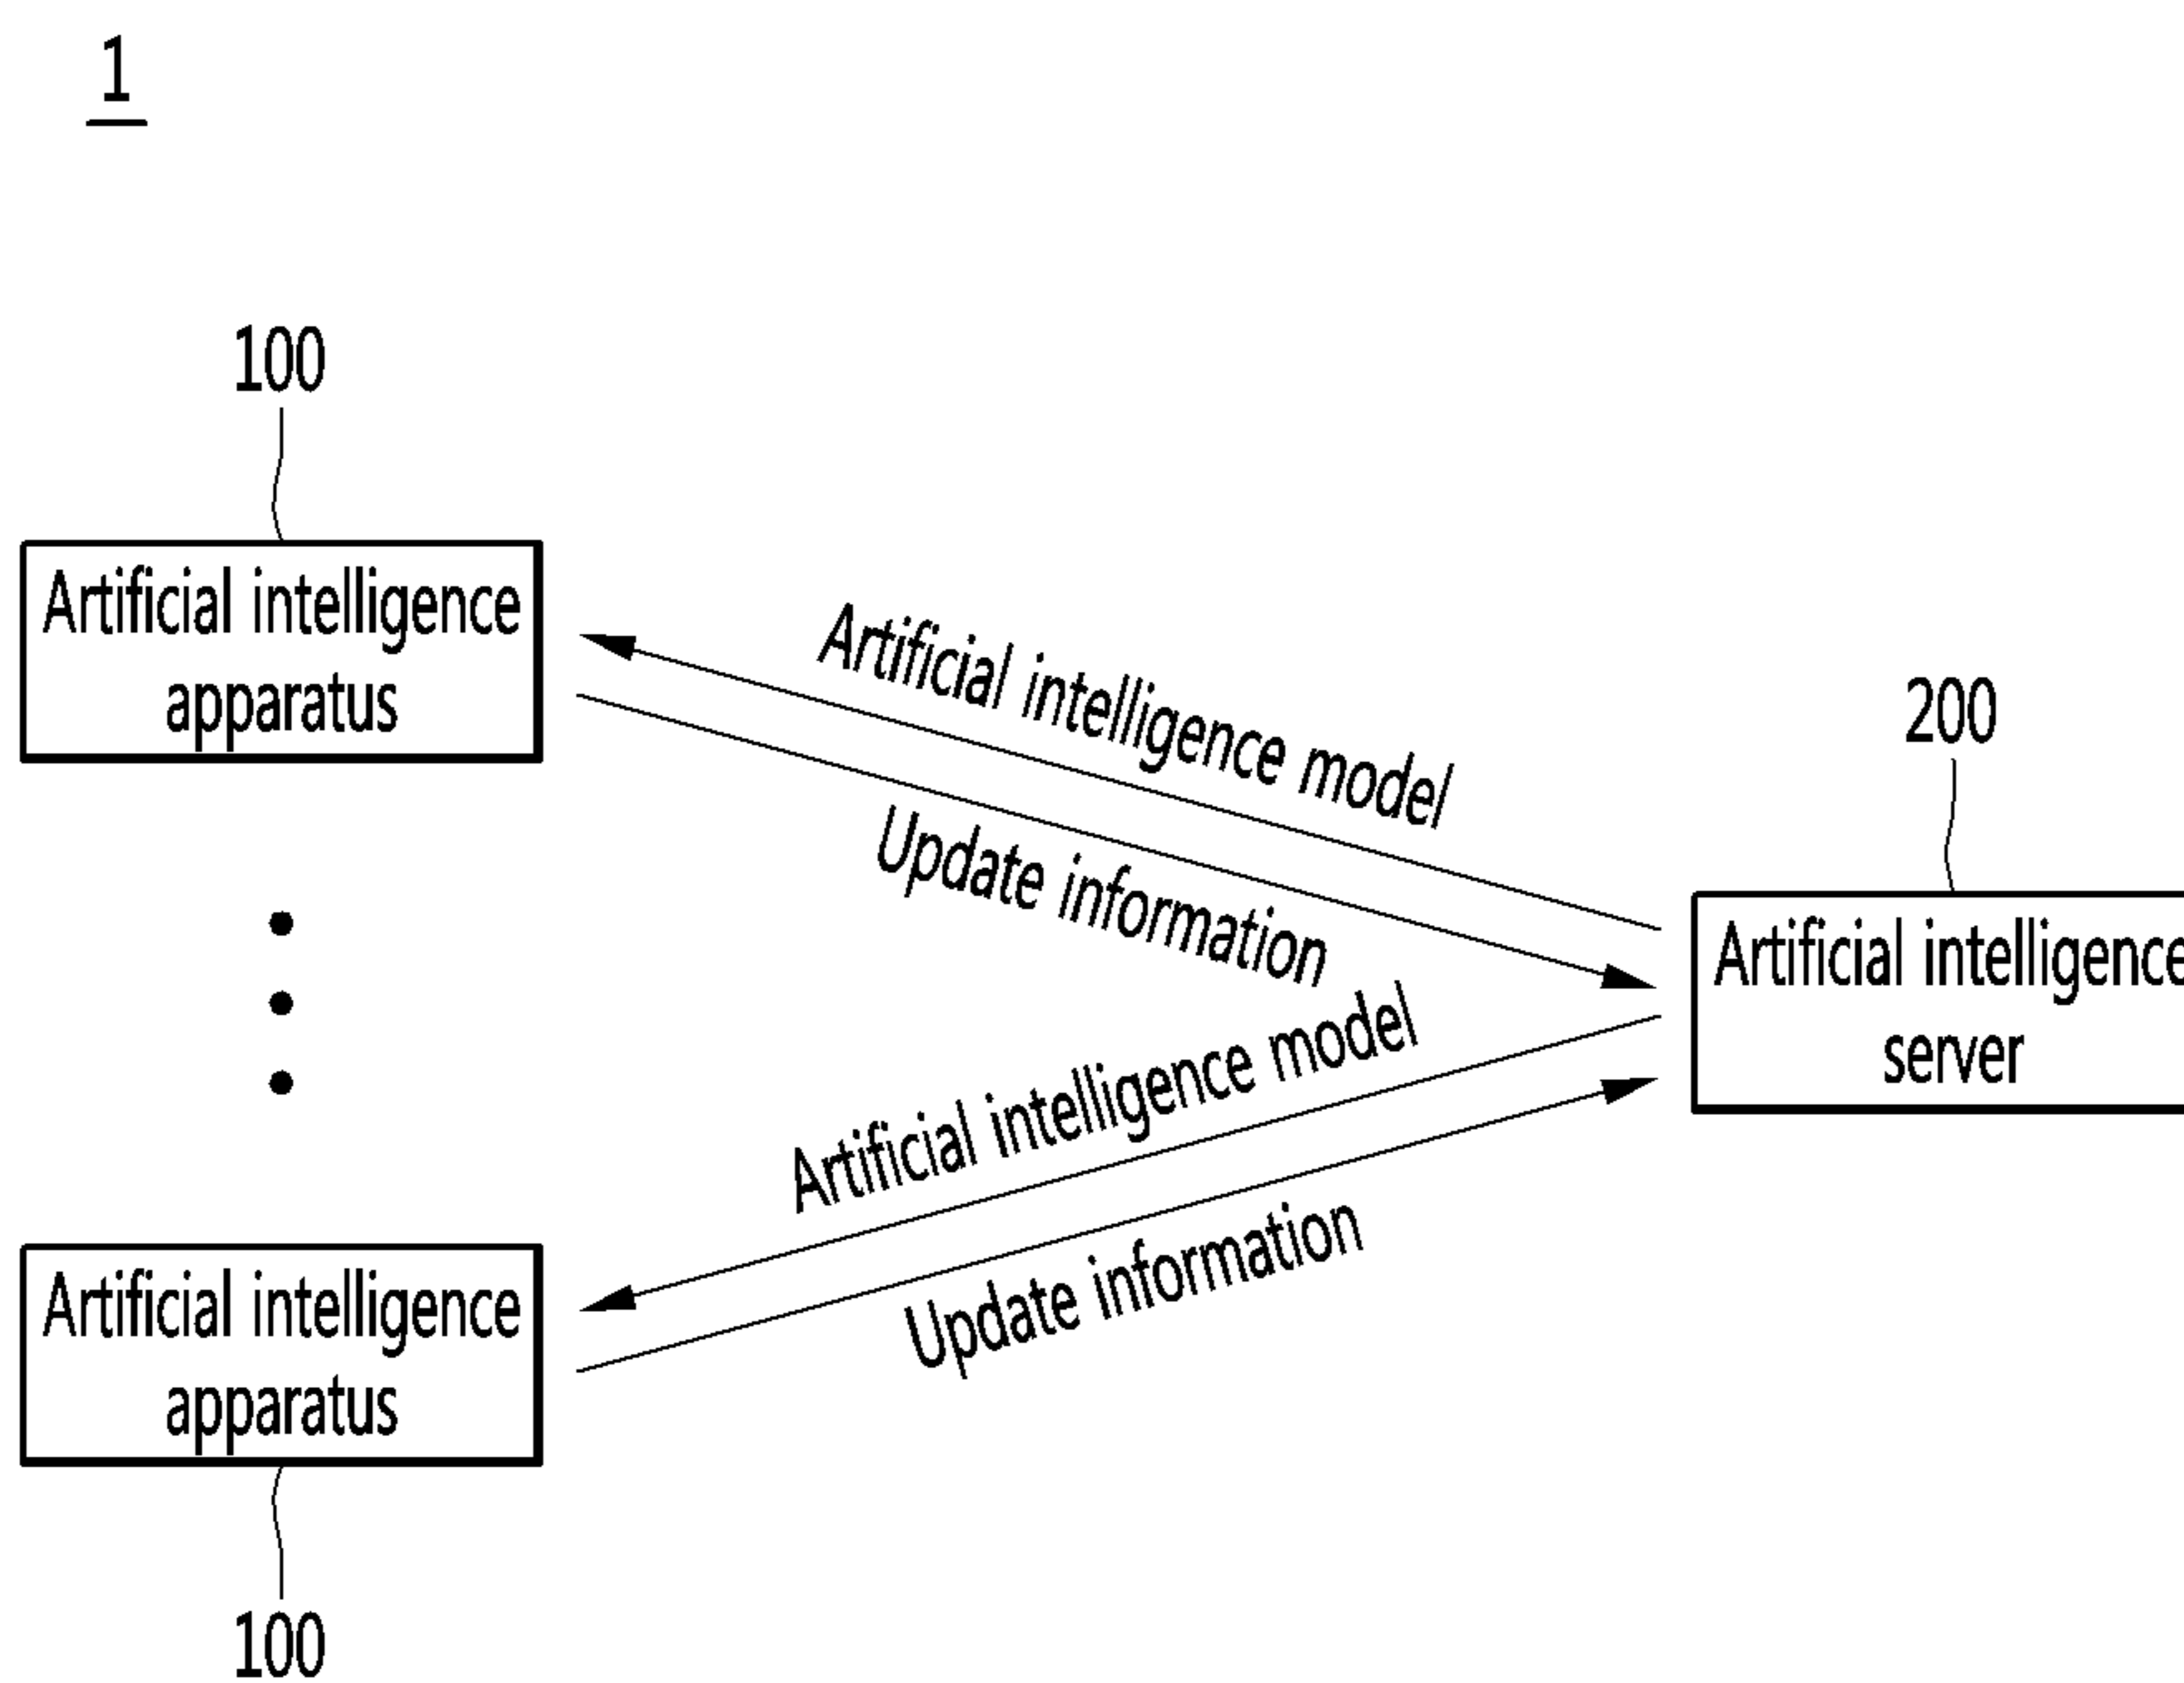 1
100
Artificial intelligence
apparatus
Artificial intelligence model
Update information
200
Artificial intelligence
server
Artificial intelligence model
Update information
Artificial intelligence
apparatus
100